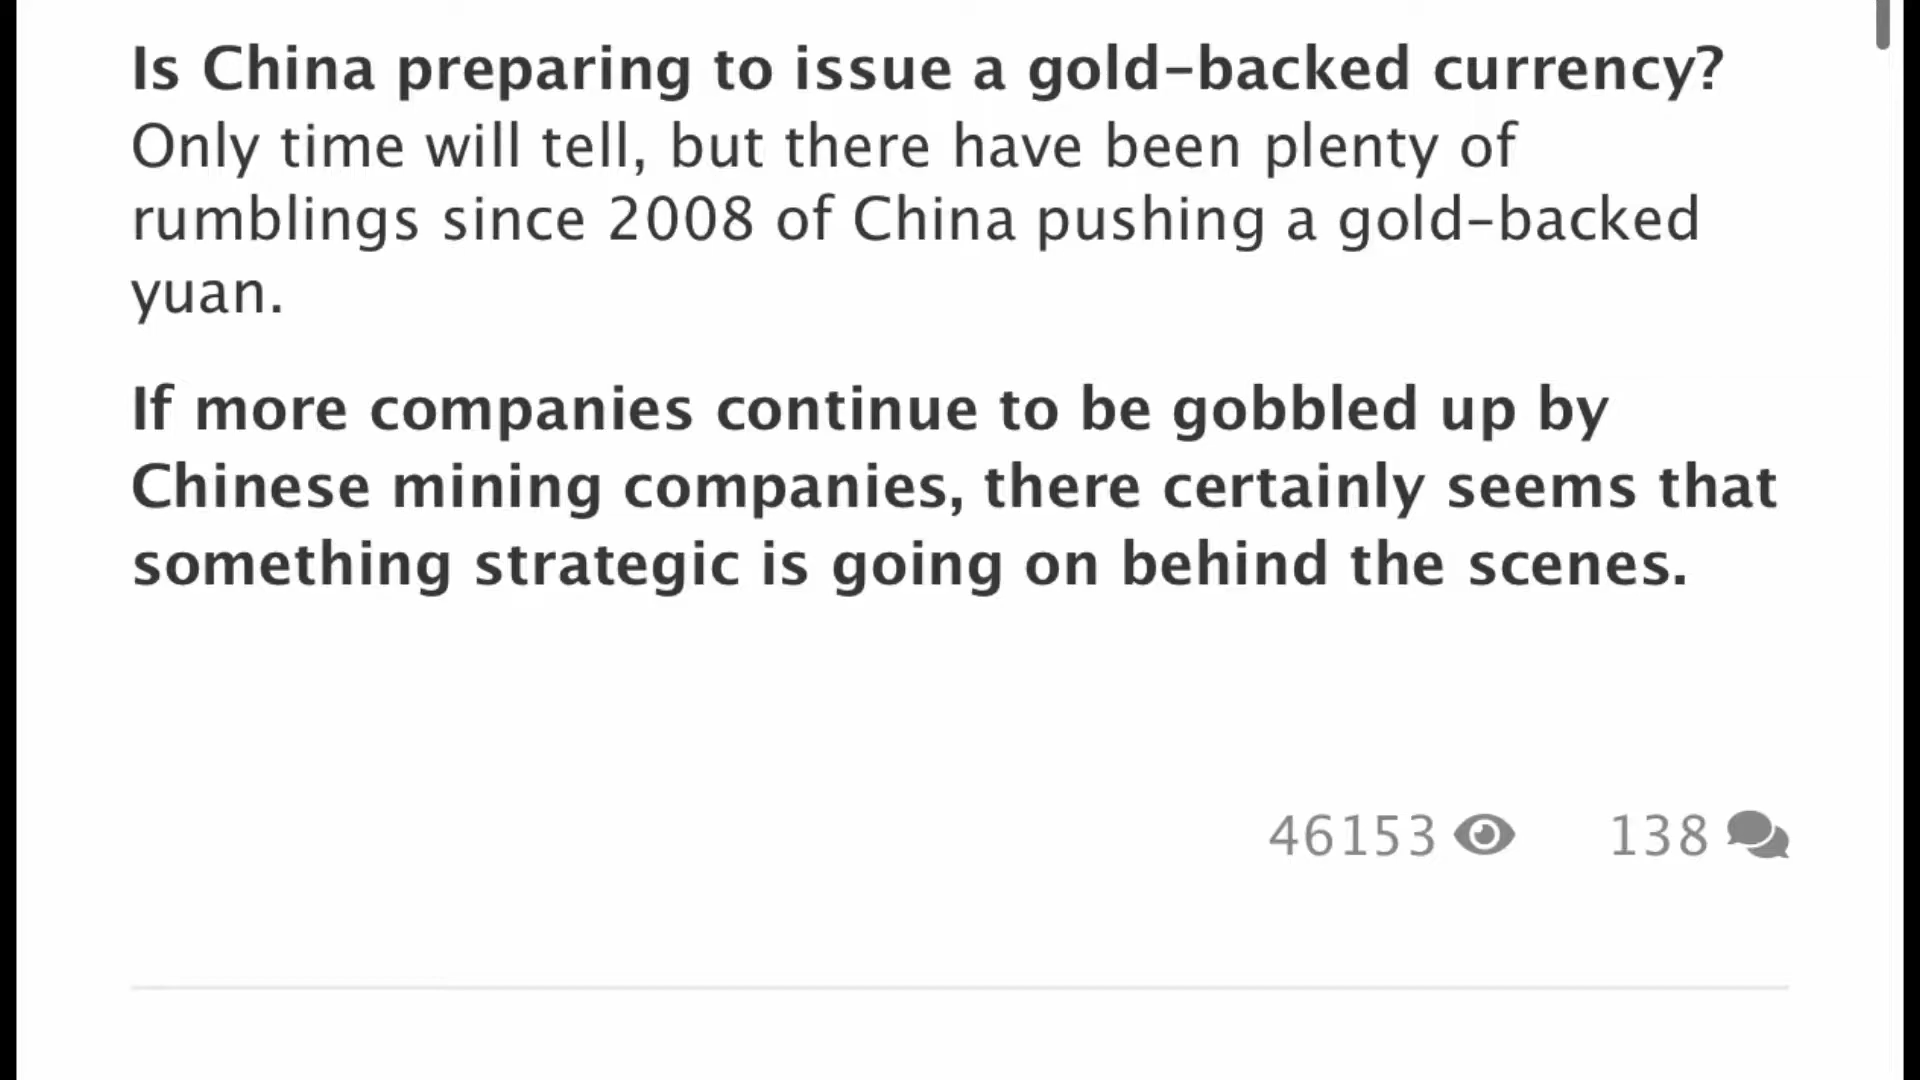 Is China preparing to issue a gold-backed currency?
Only time will tell, but there have been plenty of
rumblings since 2008 of China pushing a gold-backed
yuan.
If more companies continue to be gobbled up by
Chinese mining companies, there certainly seems that
something strategic is going on behind the scenes.
46153 138